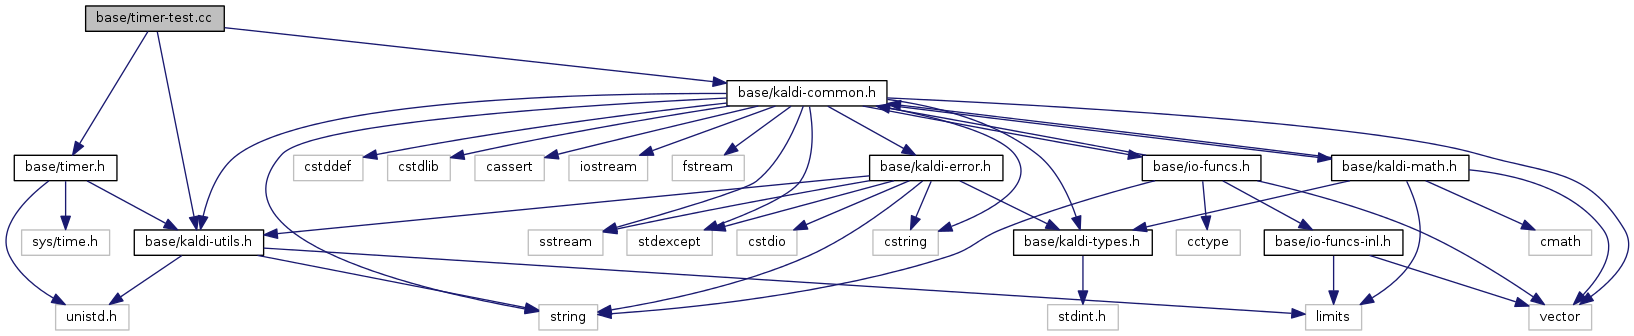 base/timer-test.cc
base/kaldi-common.h
base/timer.h
cstddef
cstdlib
cassert
iostream
fstream
base/kaldi-error.h
base/io-funcs.h
base/kaldi-math.h
sys/time.h
base/kaldi-utils.h
sstream
stdexcept
cstdio
cstring
base/kaldi-types.h
cctype
base/io-funcs-inl.h
cmath
unistd.h
string
stdint.h
limits
vector